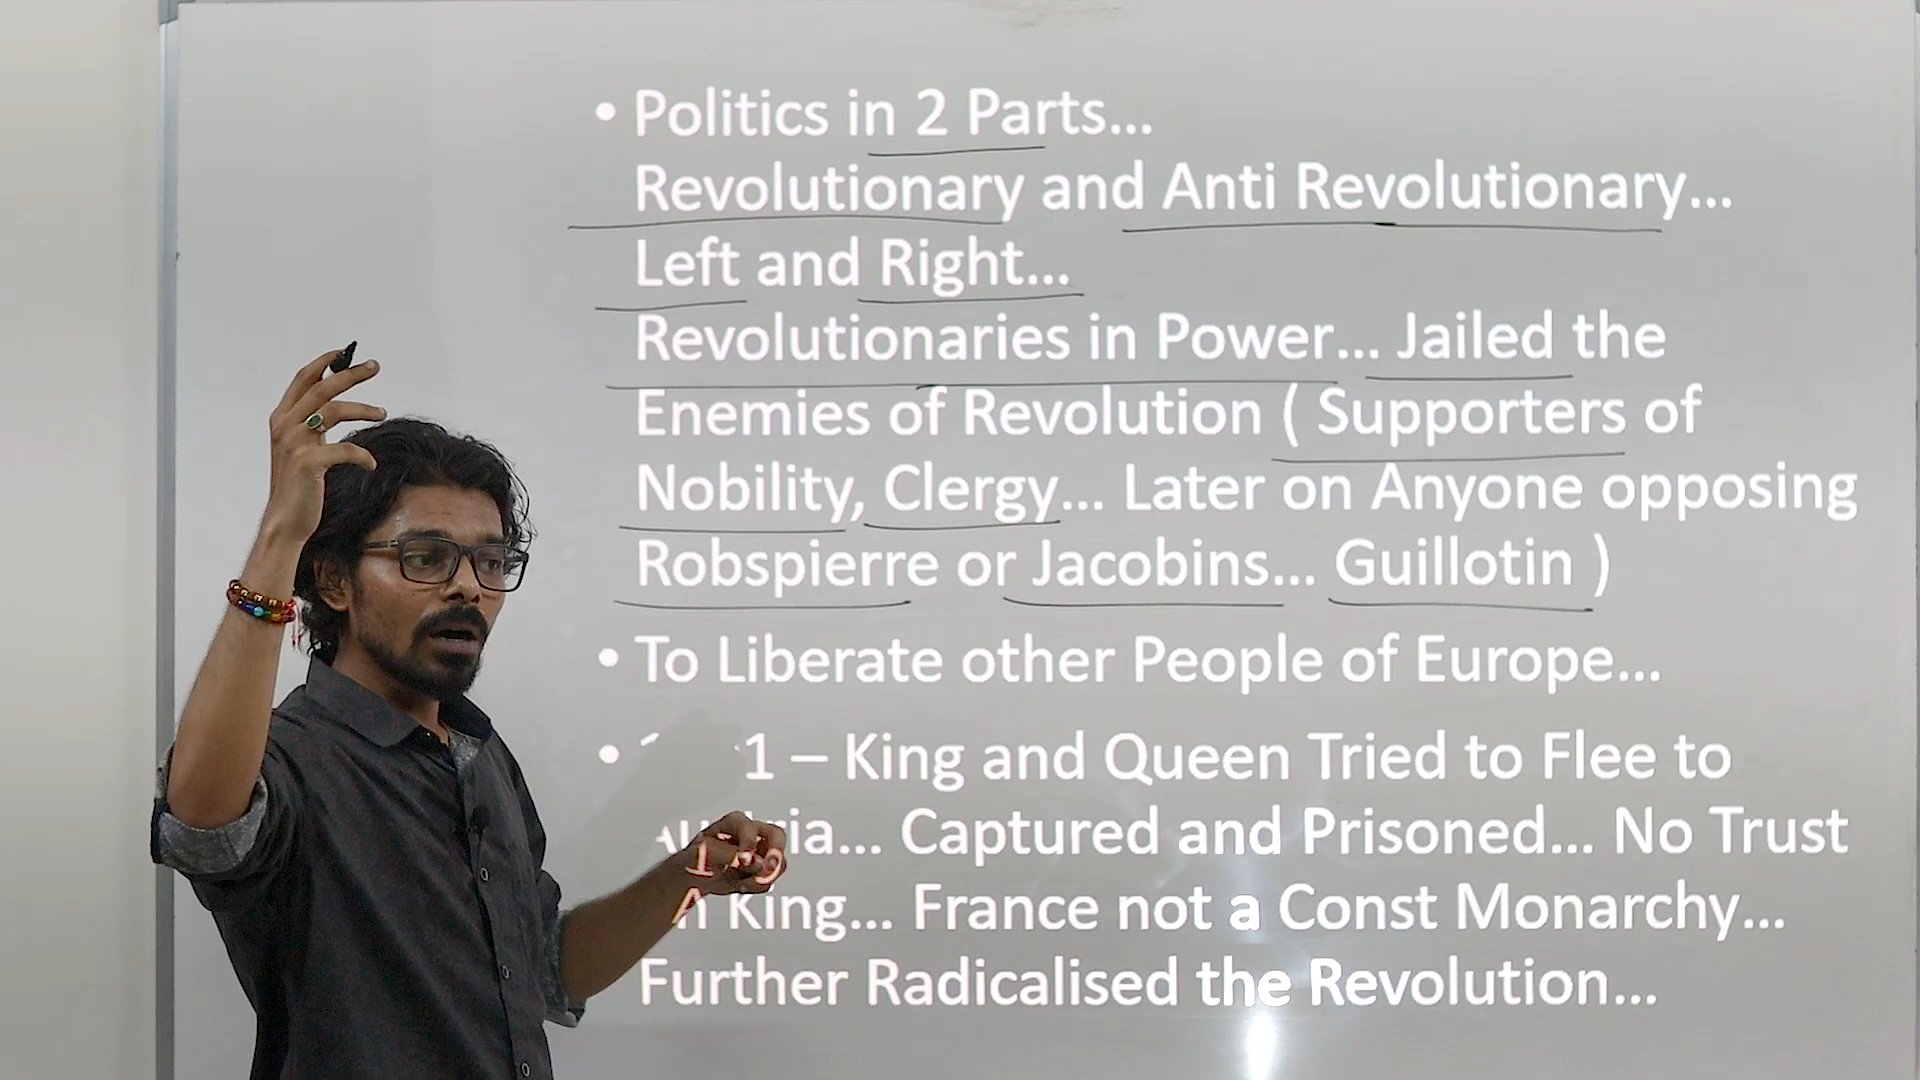 • Politics in 2 Parts...
Revolutionary and Anti Revolutionary...
Left and Right...
Revolutionaries in Power... Jailed the
Enemies of Revolution ( Supporters of
Nobility, Clergy... Later on Anyone opposing
Robspierre or Jacobins... Guillotin )
• To Liberate other People of Europe...
• 1 – King and Queen Tried to Flee to
Captured and Prisoned... No Trust
King... France not a Const Monarchy...
Further Radicalised the Revolution...